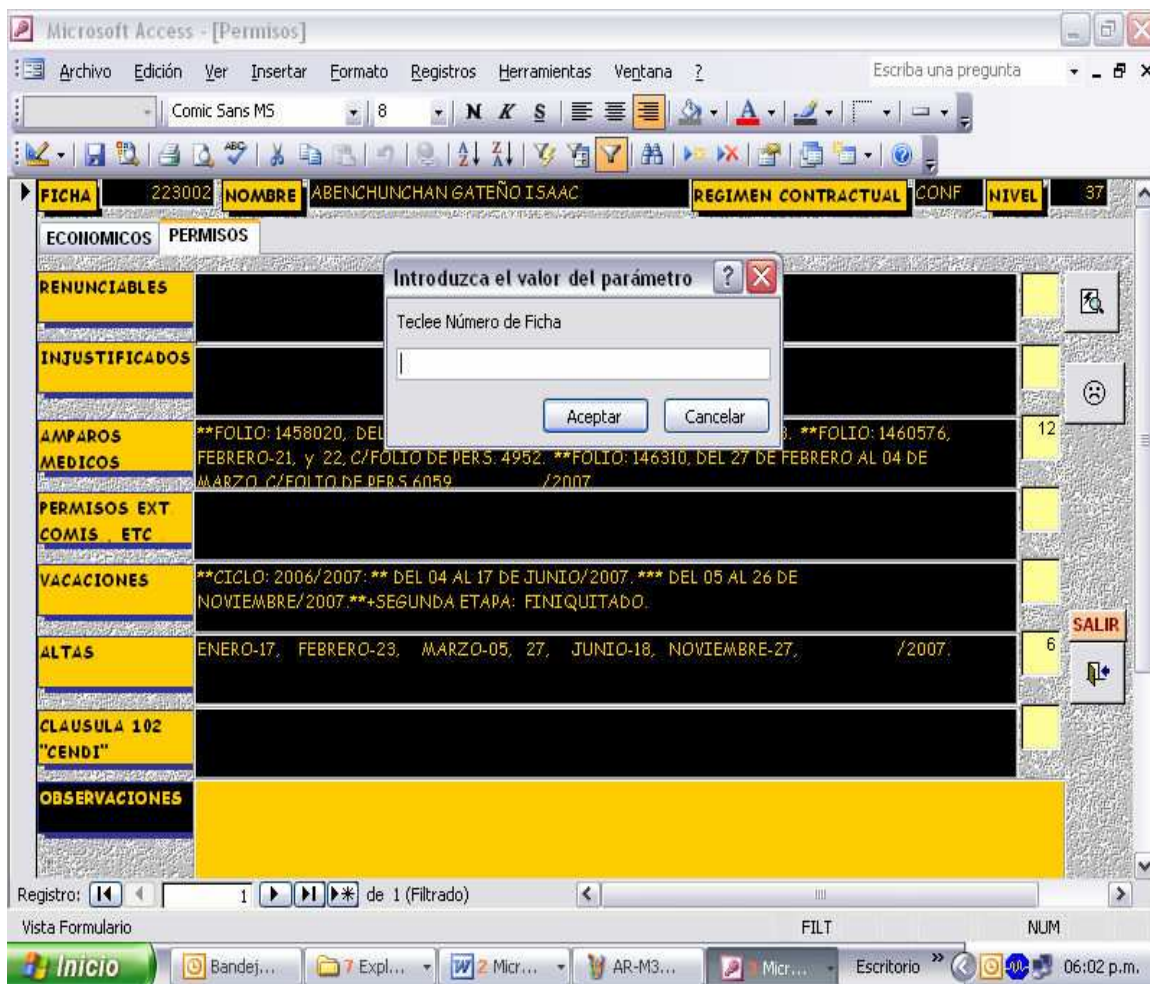 Microsoft Access - [Permisos]
Archivo Edición Ver Insertar Formato Registros Herramientas Ventana ? Escriba una pregunta
Comic Sans MS 8 N K S
FICHA 223002 NOMBRE ABENCHUNCHAN GATEÑO ISAAC REGIMEN CONTRACTUAL CONF NIVEL 37
ECONOMICOS PERMISOS
Introduzca el valor del parámetro
Teclee Número de Ficha
Aceptar Cancelar
RENUNCIABLES
INJUSTIFICADOS
AMPAROS MEDICOS
**FOLIO: 1458020, DEL **FOLIO: 1460576, 12
FEBRERO-21, y 22, C/FOLIO DE PERS. 4952. **FOLIO: 146310, DEL 27 DE FEBRERO AL 04 DE
MARZO, C/FOLIO DE PERS 6059 /2007
PERMISOS EXT
COMIS , ETC
VACACIONES
**CICLO: 2006/2007: ** DEL 04 AL 17 DE JUNIO/2007. *** DEL 05 AL 26 DE
NOVIEMBRE/2007.**+SEGUNDA ETAPA: FINIQUITADO.
SALIR
ALTAS ENERO-17, FEBRERO-23, MARZO-05, 27, JUNIO-18, NOVIEMBRE-27, /2007. 6
CLAUSULA 102
"CENDI"
OBSERVACIONES
Registro: 1 de 1 (Filtrado)
Vista Formulario FILT NUM
Inicio Bandej... 7 Expl... 2 Micr... AR-M3... Micr... Escritorio » 06:02 p.m.